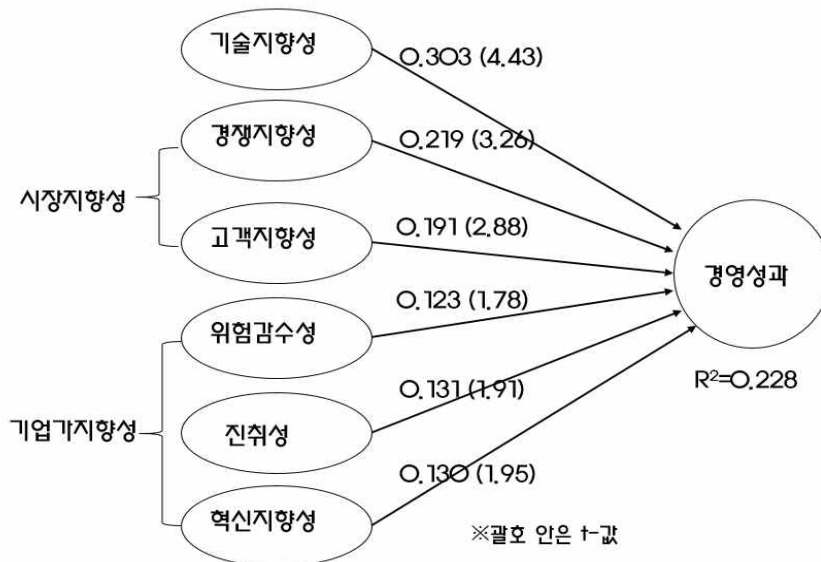 기술지향성
0.303 (4.43)
경쟁지향성
0.219 (3.26)
시장지향성
고객지향성
0.191 (2.88)
경영성과
0.123 (1.78)
위험감수성
R²=0.228
0.131 (1.91)
기업가지향성
진취성
0.130 (1.95)
혁신지향성
※괄호 안은 t-값